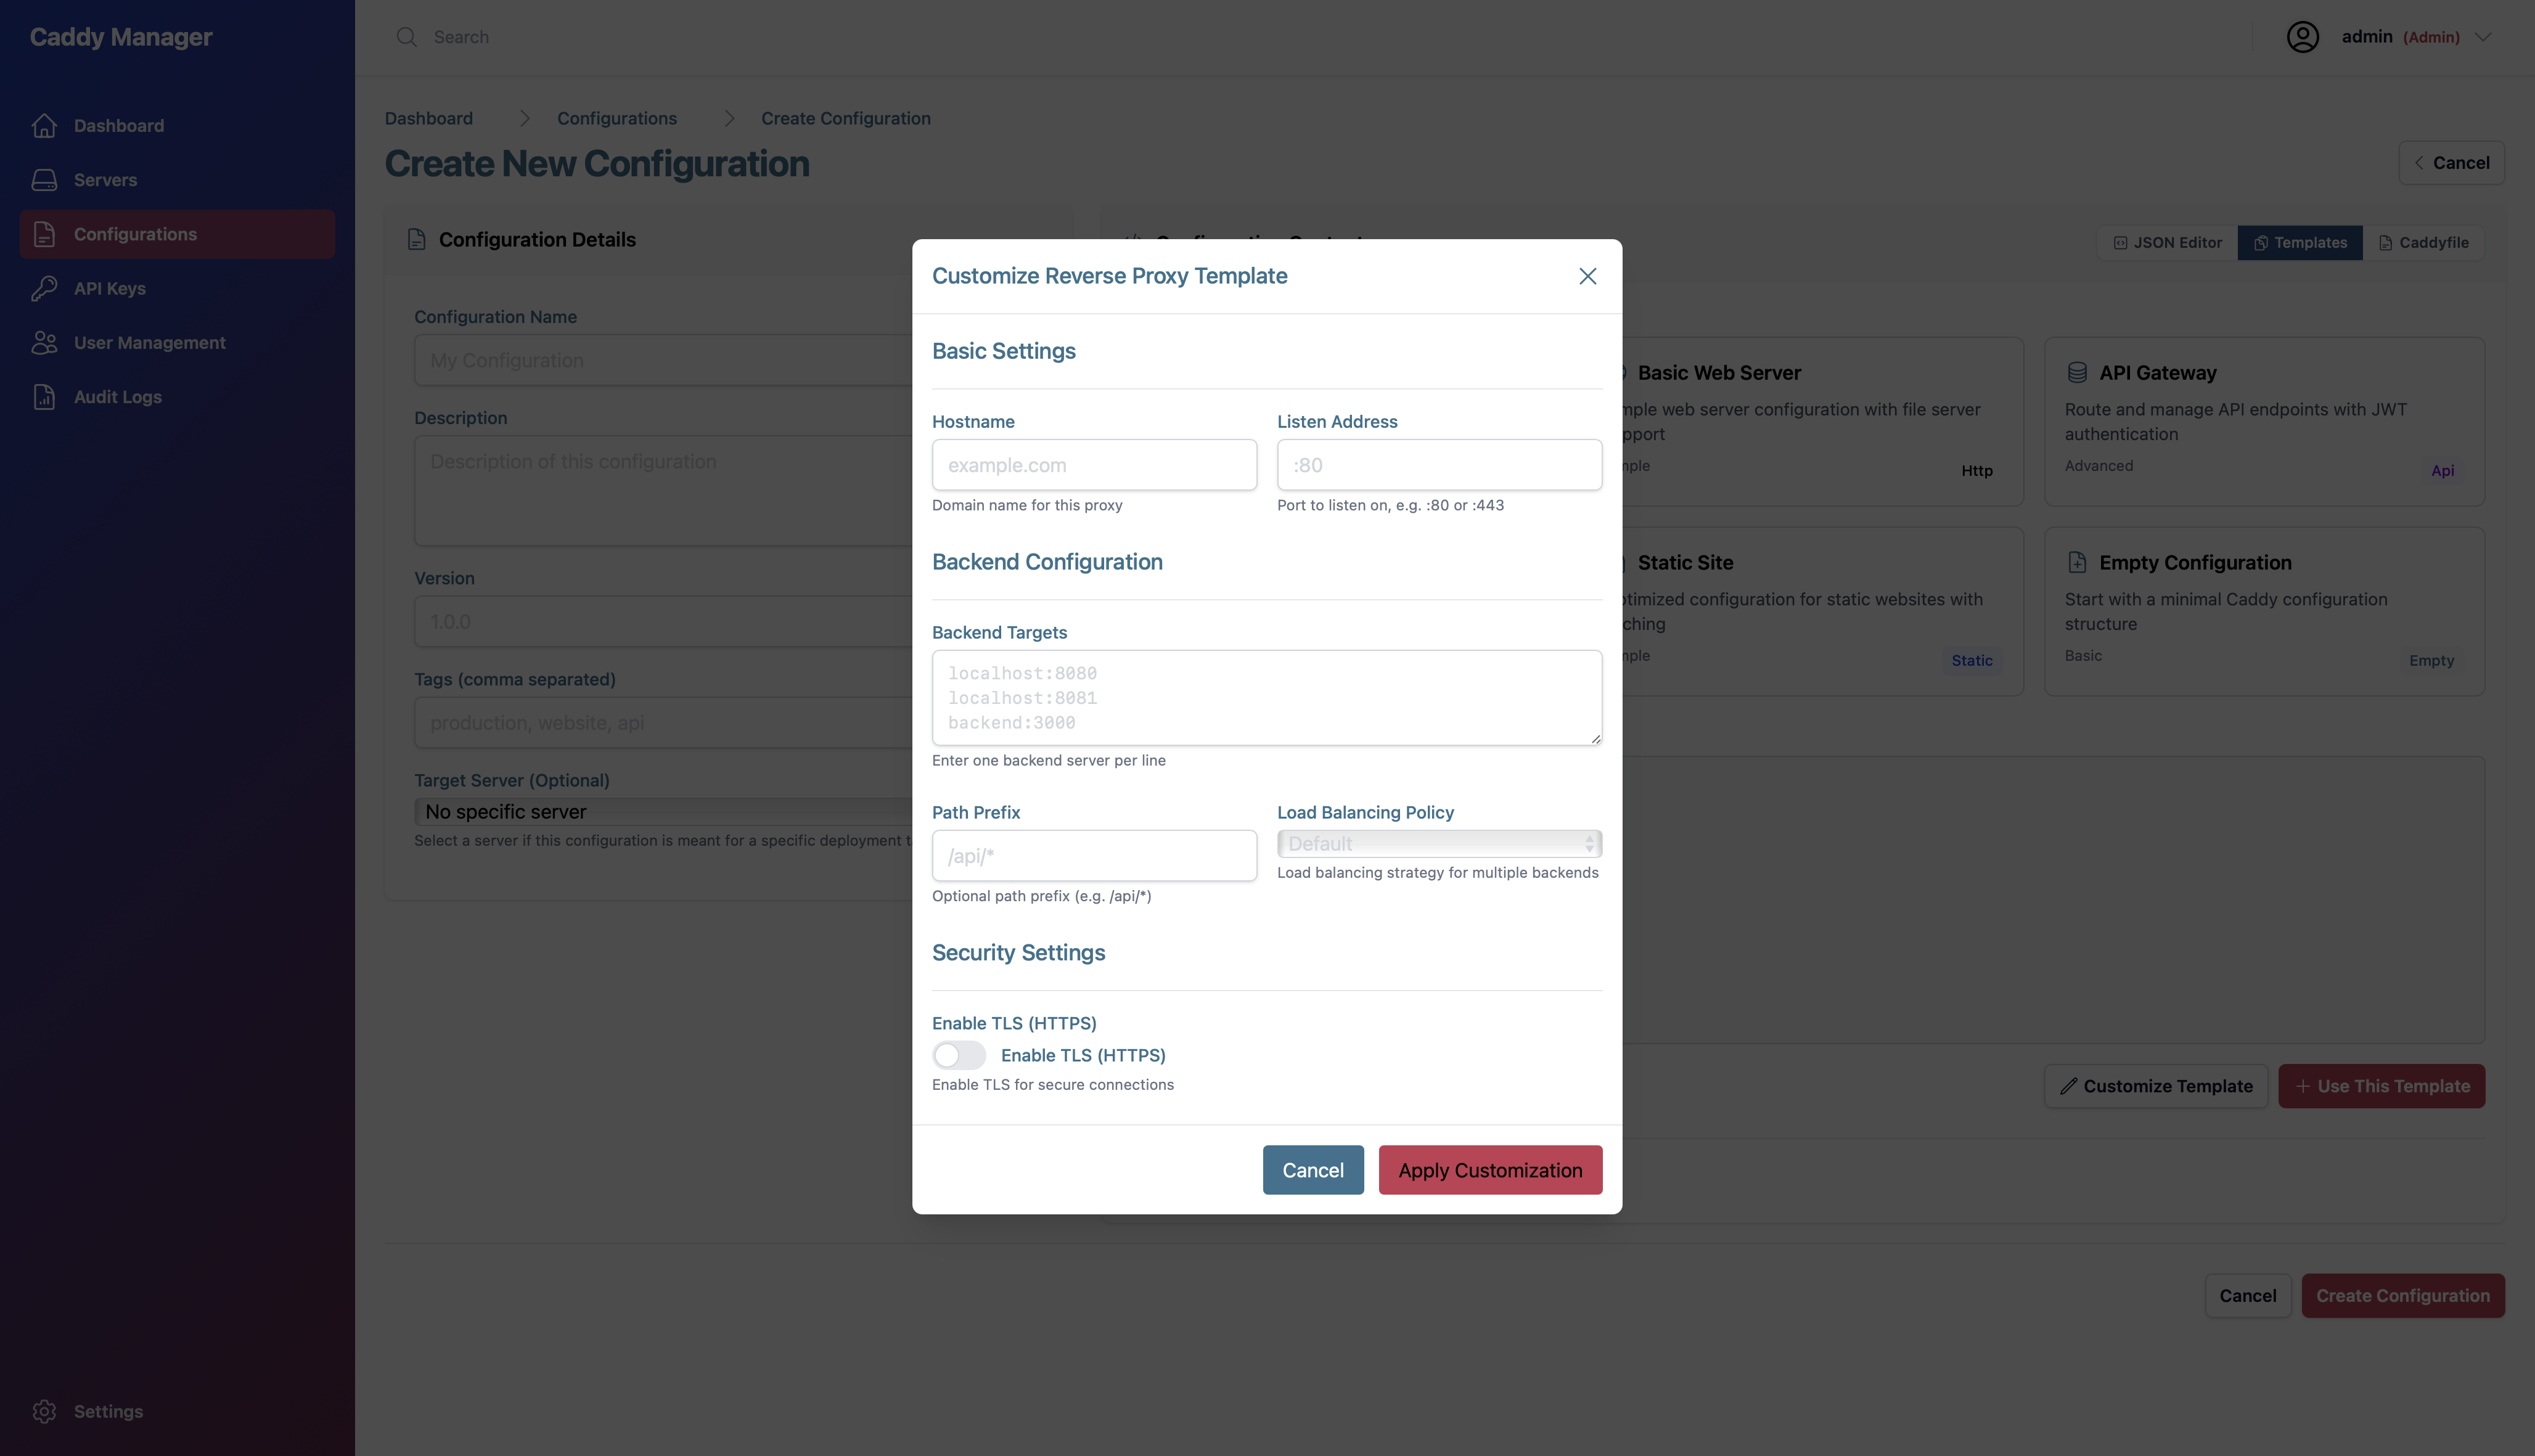 Caddy Manager
Search
admin (Admin)
Dashboard
Servers
Configurations
API Keys
User Management
Audit Logs
Settings
Dashboard
Configurations
Create Configuration
Create New Configuration
Cancel
Configuration Details
JSON Editor
Templates
Caddyfile
Configuration Name
My Configuration
Description
Description of this configuration
Version
1.0.0
Tags (comma separated)
production, website, api
Target Server (Optional)
No specific server
Select a server if this configuration is meant for a specific deployment
Customize Reverse Proxy Template
Basic Settings
Hostname
Listen Address
example.com
:80
Domain name for this proxy
Port to listen on, e.g. :80 or :443
Backend Configuration
Backend Targets
localhost:8080
localhost:8081
backend:3000
Enter one backend server per line
Path Prefix
Load Balancing Policy
/api/*
Default
Load balancing strategy for multiple backends
Optional path prefix (e.g. /api/*)
Security Settings
Enable TLS (HTTPS)
Enable TLS (HTTPS)
Enable TLS for secure connections
Cancel
Apply Customization
Basic Web Server
web server configuration with file server
Http
API Gateway
Route and manage API endpoints with JWT
authentication
Advanced
Api
Static Site
configuration for static websites with
Static
Empty Configuration
Start with a minimal Caddy configuration
structure
Basic
Empty
Customize Template
Use This Template
Cancel
Create Configuration